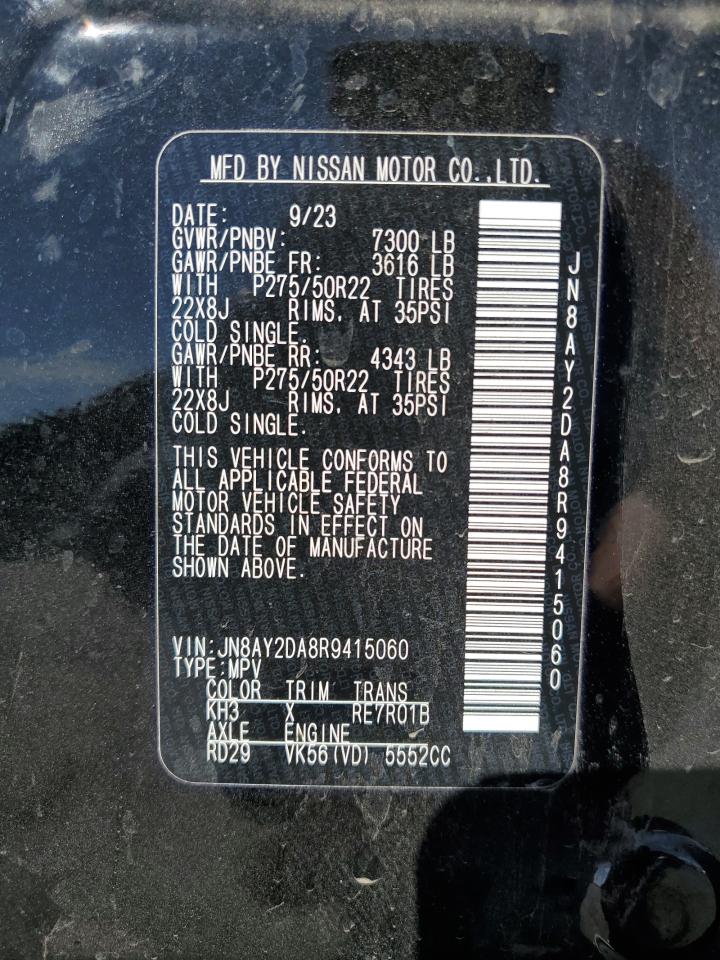 MFD BY NISSAN MOTOR CO.,LTD.
DATE: 9/23
GVWR/PNBV: 7300 LB
GAWR/PNBE FR: 3616 LB
WITH P275/50R22 TIRES
22X8J RIMS, AT 35PSI
COLD SINGLE.
GAWR/PNBE RR: 4343 LB
WITH P275/50R22 TIRES
22X8J RIMS, AT 35PSI
COLD SINGLE.
THIS VEHICLE CONFORMS TO
ALL APPLICABLE FEDERAL
MOTOR VEHICLE SAFETY
STANDARDS IN EFFECT ON
THE DATE OF MANUFACTURE
SHOWN ABOVE.
VIN:JN8AY2DA8R9415060
TYPE:MPV
COLOR TRIM TRANS
KH3 X RE7R01B
AXLE ENGINE
RD29 VK56(VD) 5552CC
JN8AY2DA8R9415060